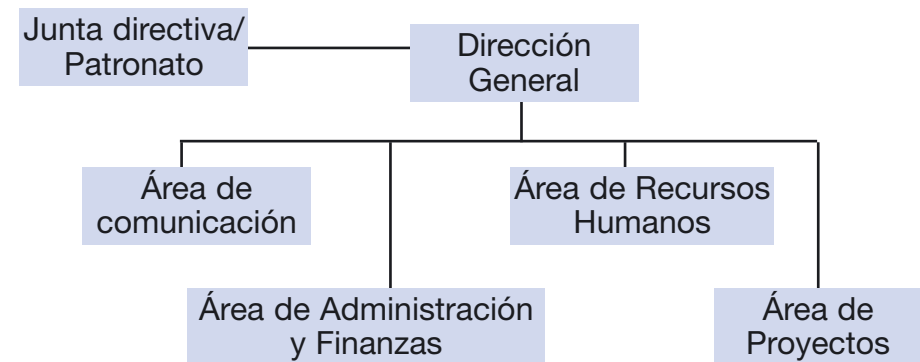 Junta directiva/
Patronato
Dirección
General
Área de
comunicación
Área de Recursos
Humanos
Área de Administración
y Finanzas
Área de
Proyectos